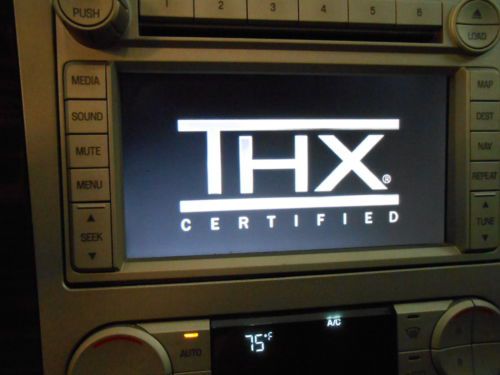 PUSH
1 2 3 4 5 6
LOAD
MEDIA
SOUND
MUTE
MENU
SEEK
THX®
CERTIFIED
MAP
DEST
NAV
REPEAT
TUNE
AUTO
75°F
A/C